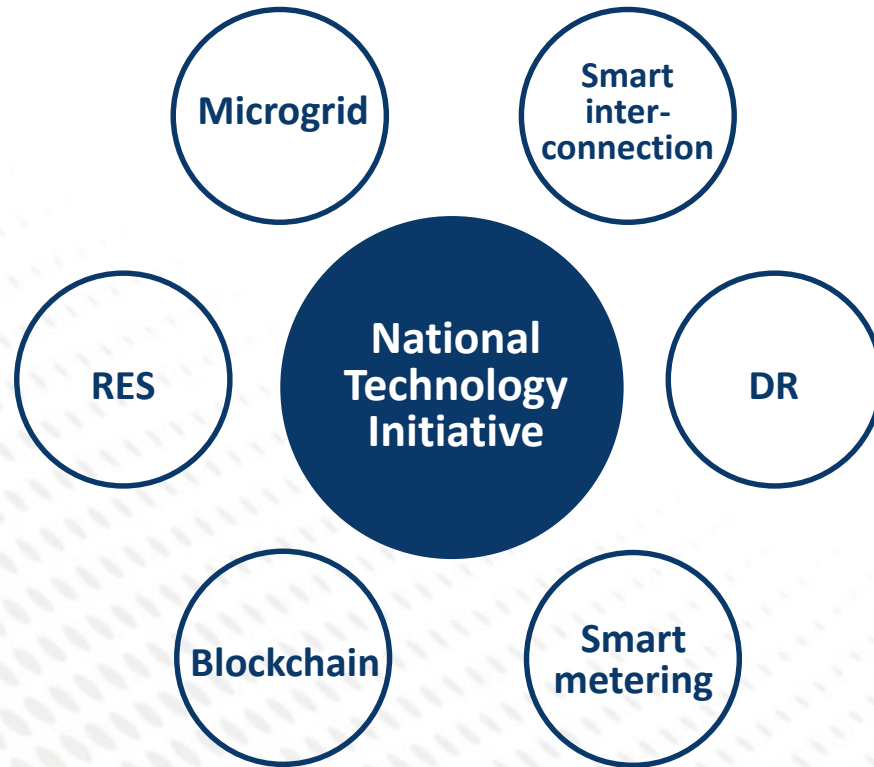 Microgrid
Smart
inter-
connection
National
Technology
Initiative
RES
DR
Blockchain
Smart
metering